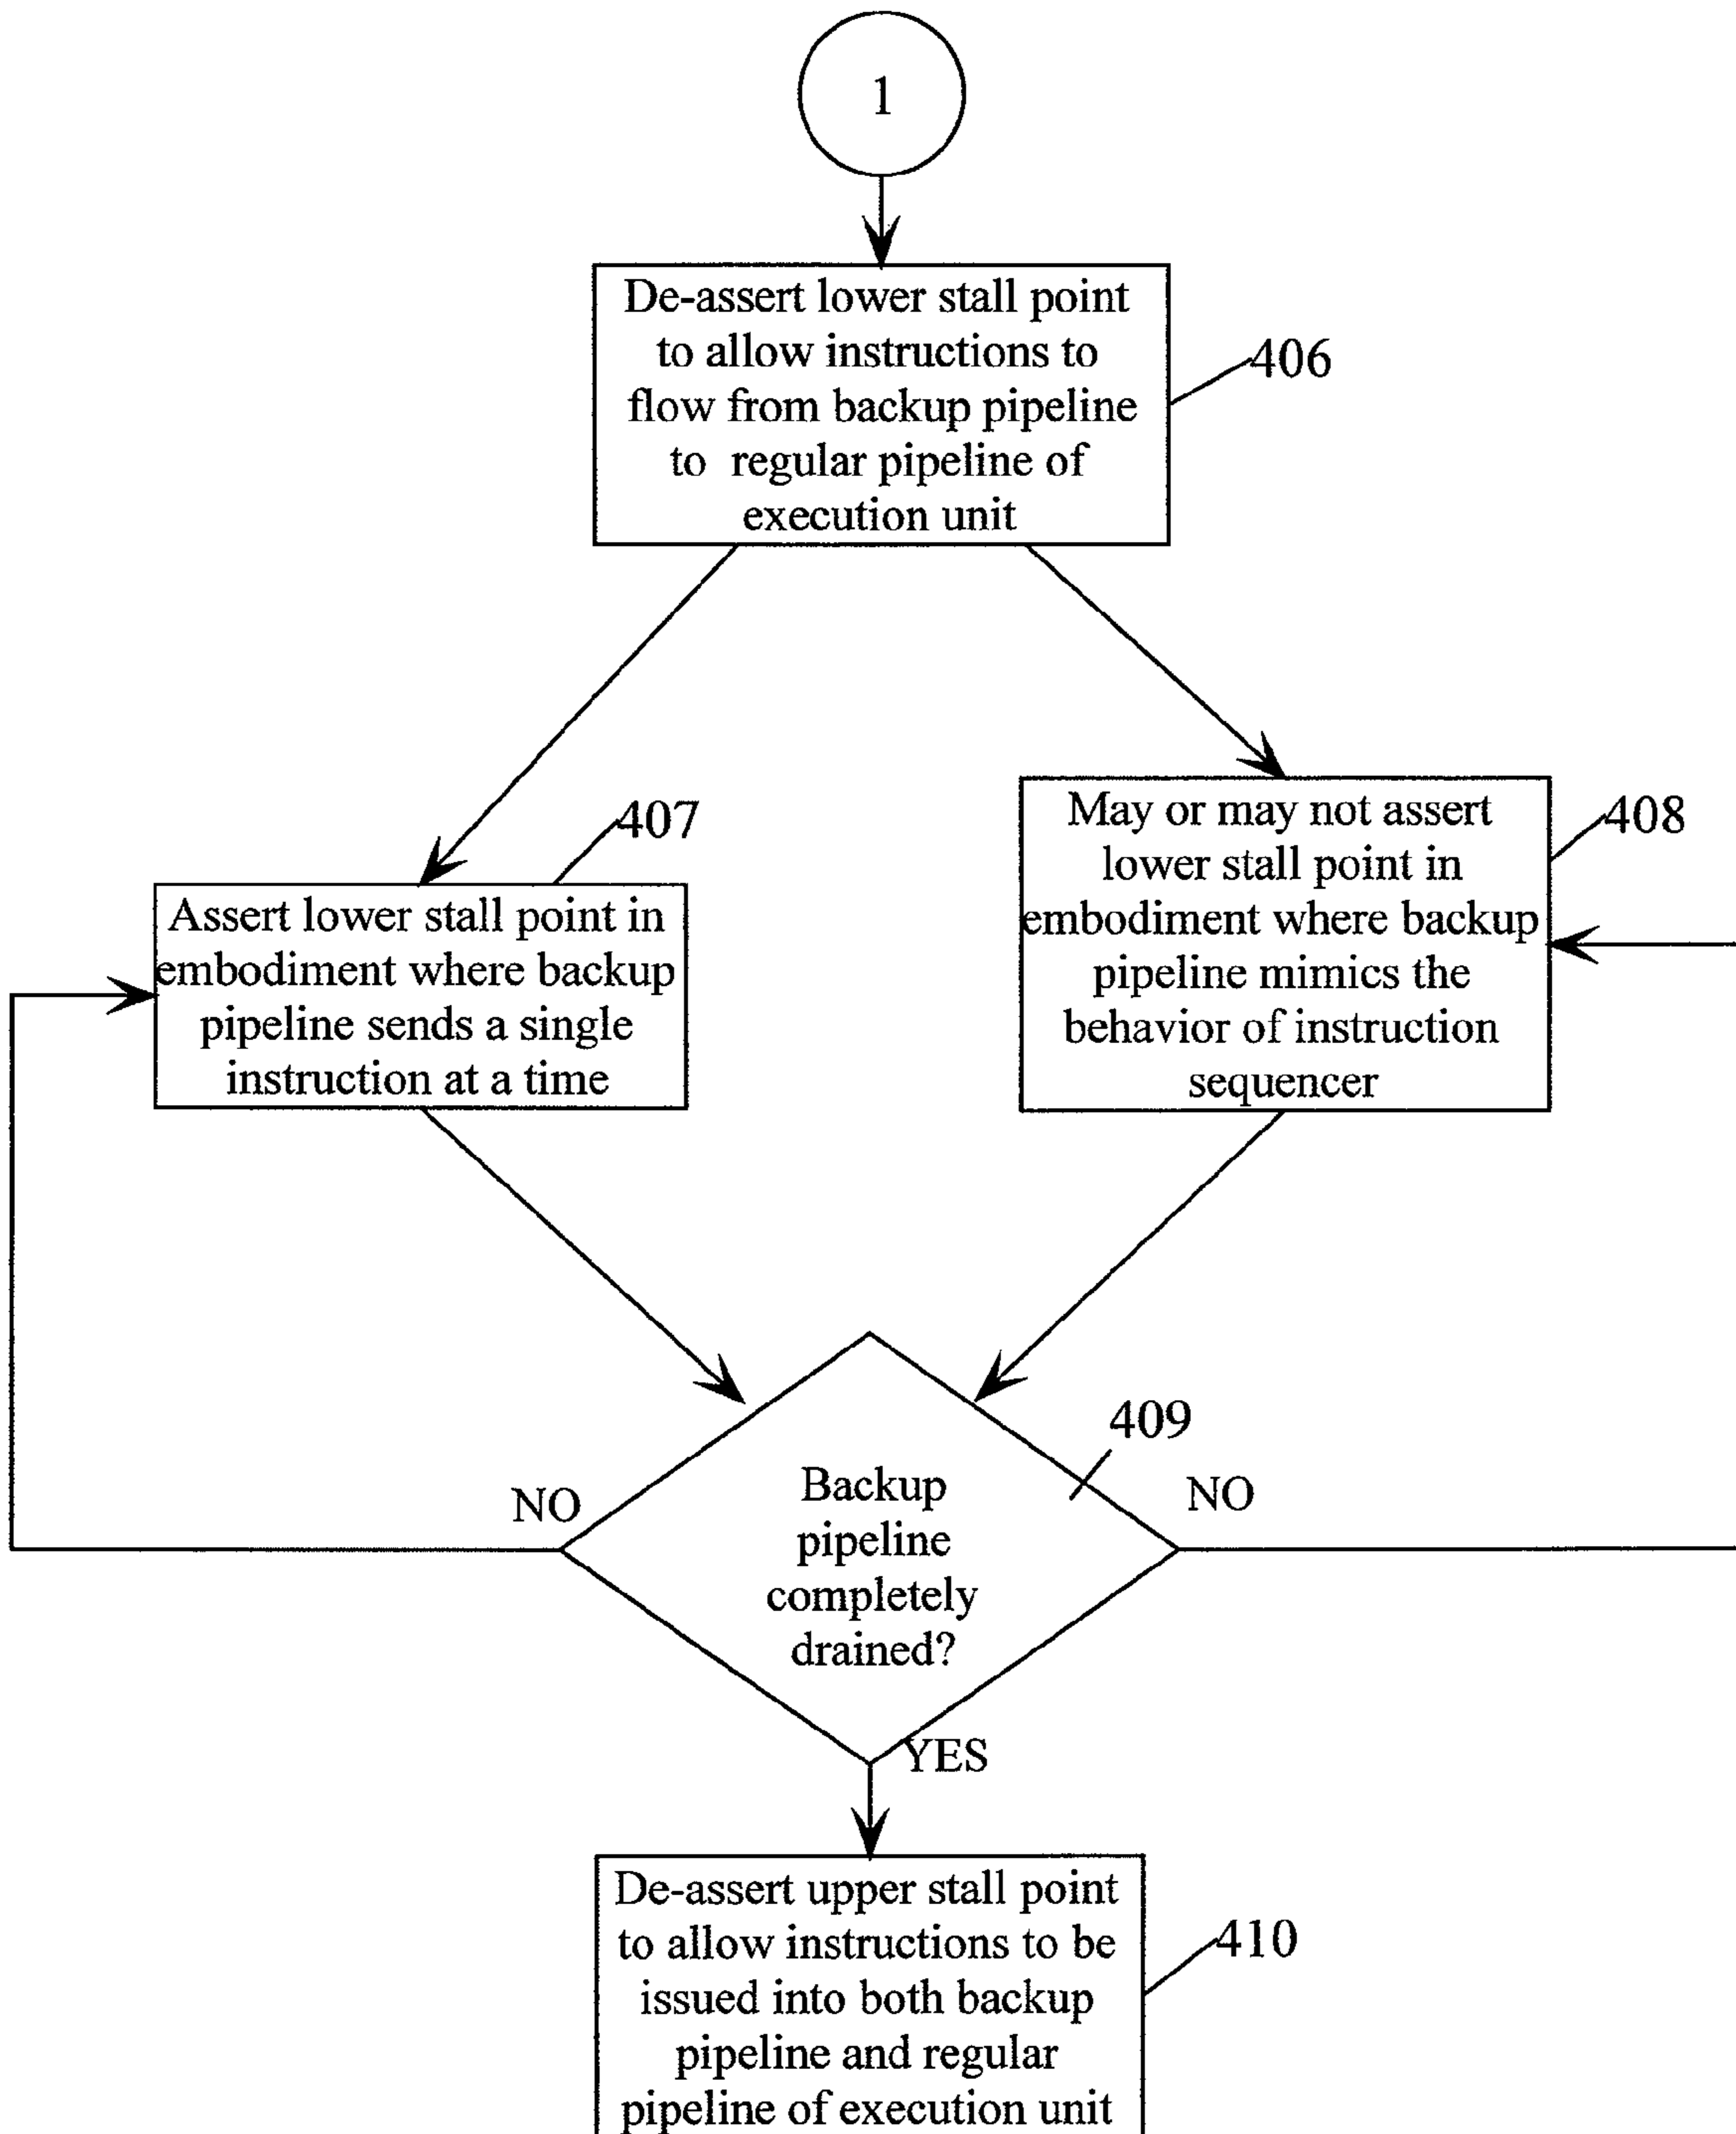 1
De-assert lower stall point
to allow instructions to
flow from backup pipeline
to regular pipeline of
execution unit
406
407
Assert lower stall point in
embodiment where backup
pipeline sends a single
instruction at a time
408
May or may not assert
lower stall point in
embodiment where backup
pipeline mimics the
behavior of instruction
sequencer
409
Backup
pipeline
completely
drained?
NO
NO
YES
De-assert upper stall point
to allow instructions to be
issued into both backup
pipeline and regular
pipeline of execution unit
410